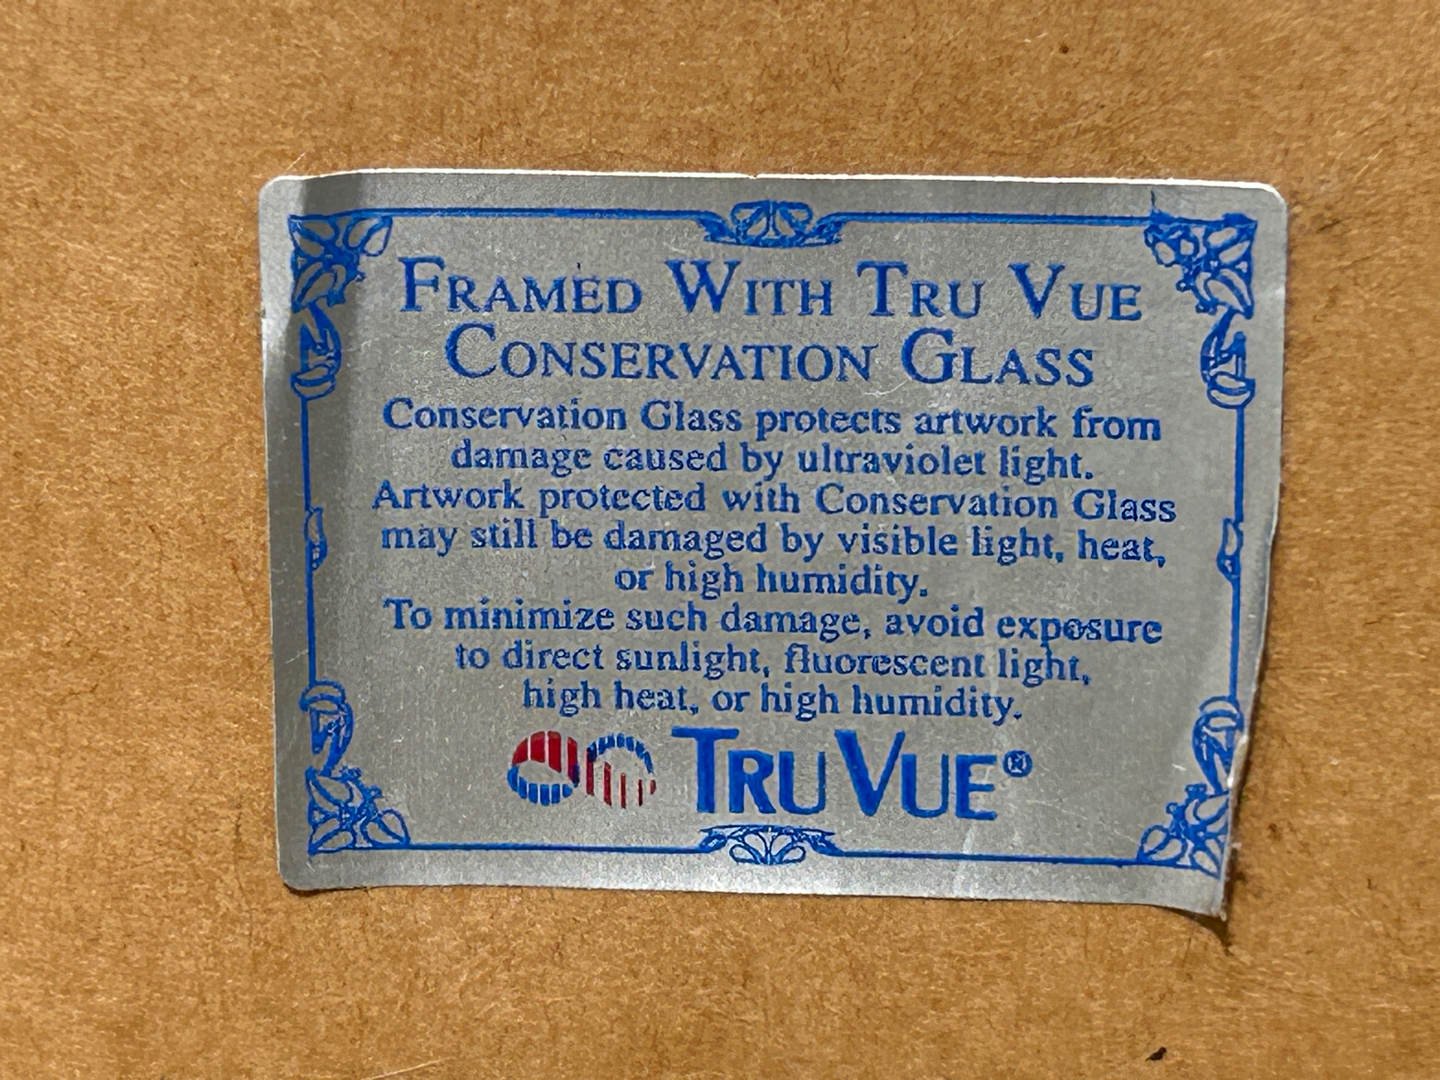 FRAMED WITH TRU VUE
CONSERVATION GLASS
Conservation Glass protects artwork from
damage caused by ultraviolet light.
Artwork protected with Conservation Glass
may still be damaged by visible light, heat,
or high humidity.
To minimize such damage, avoid exposure
to direct sunlight, fluorescent light,
high heat, or high humidity.
TRU VUE®